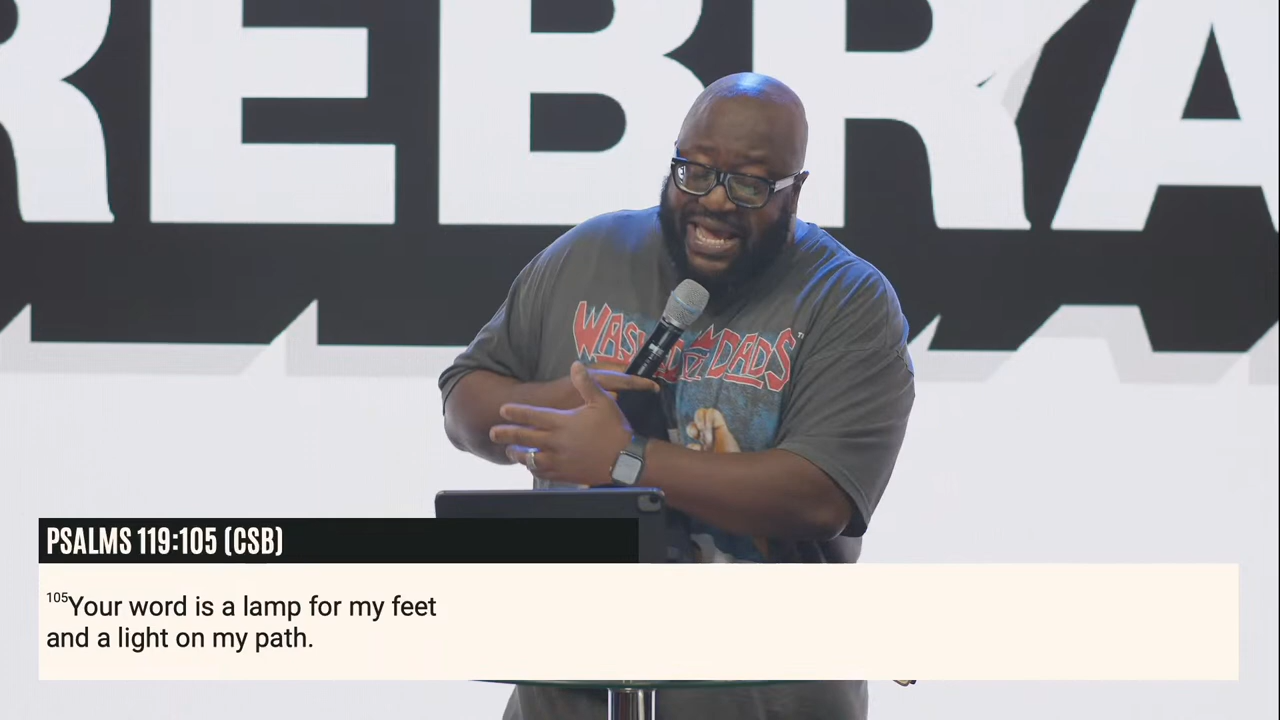 REBRA
PSALMS 119:105 (CSB)
105Your word is a lamp for my feet
and a light on my path.